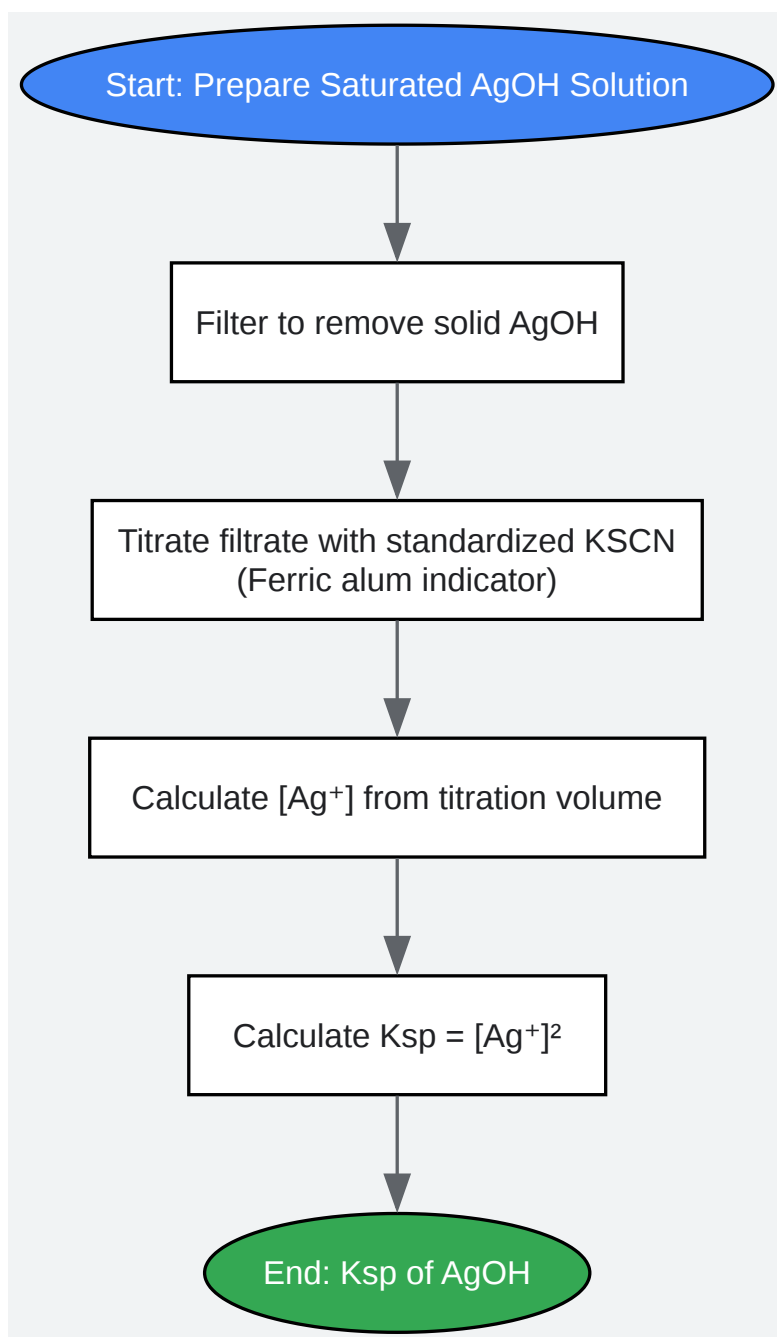 Start: Prepare Saturated AgOH Solution
Filter to remove solid AgOH
Titrate filtrate with standardized KSCN
(Ferric alum indicator)
Calculate [Ag⁺] from titration volume
Calculate Ksp = [Ag⁺]²
End: Ksp of AgOH